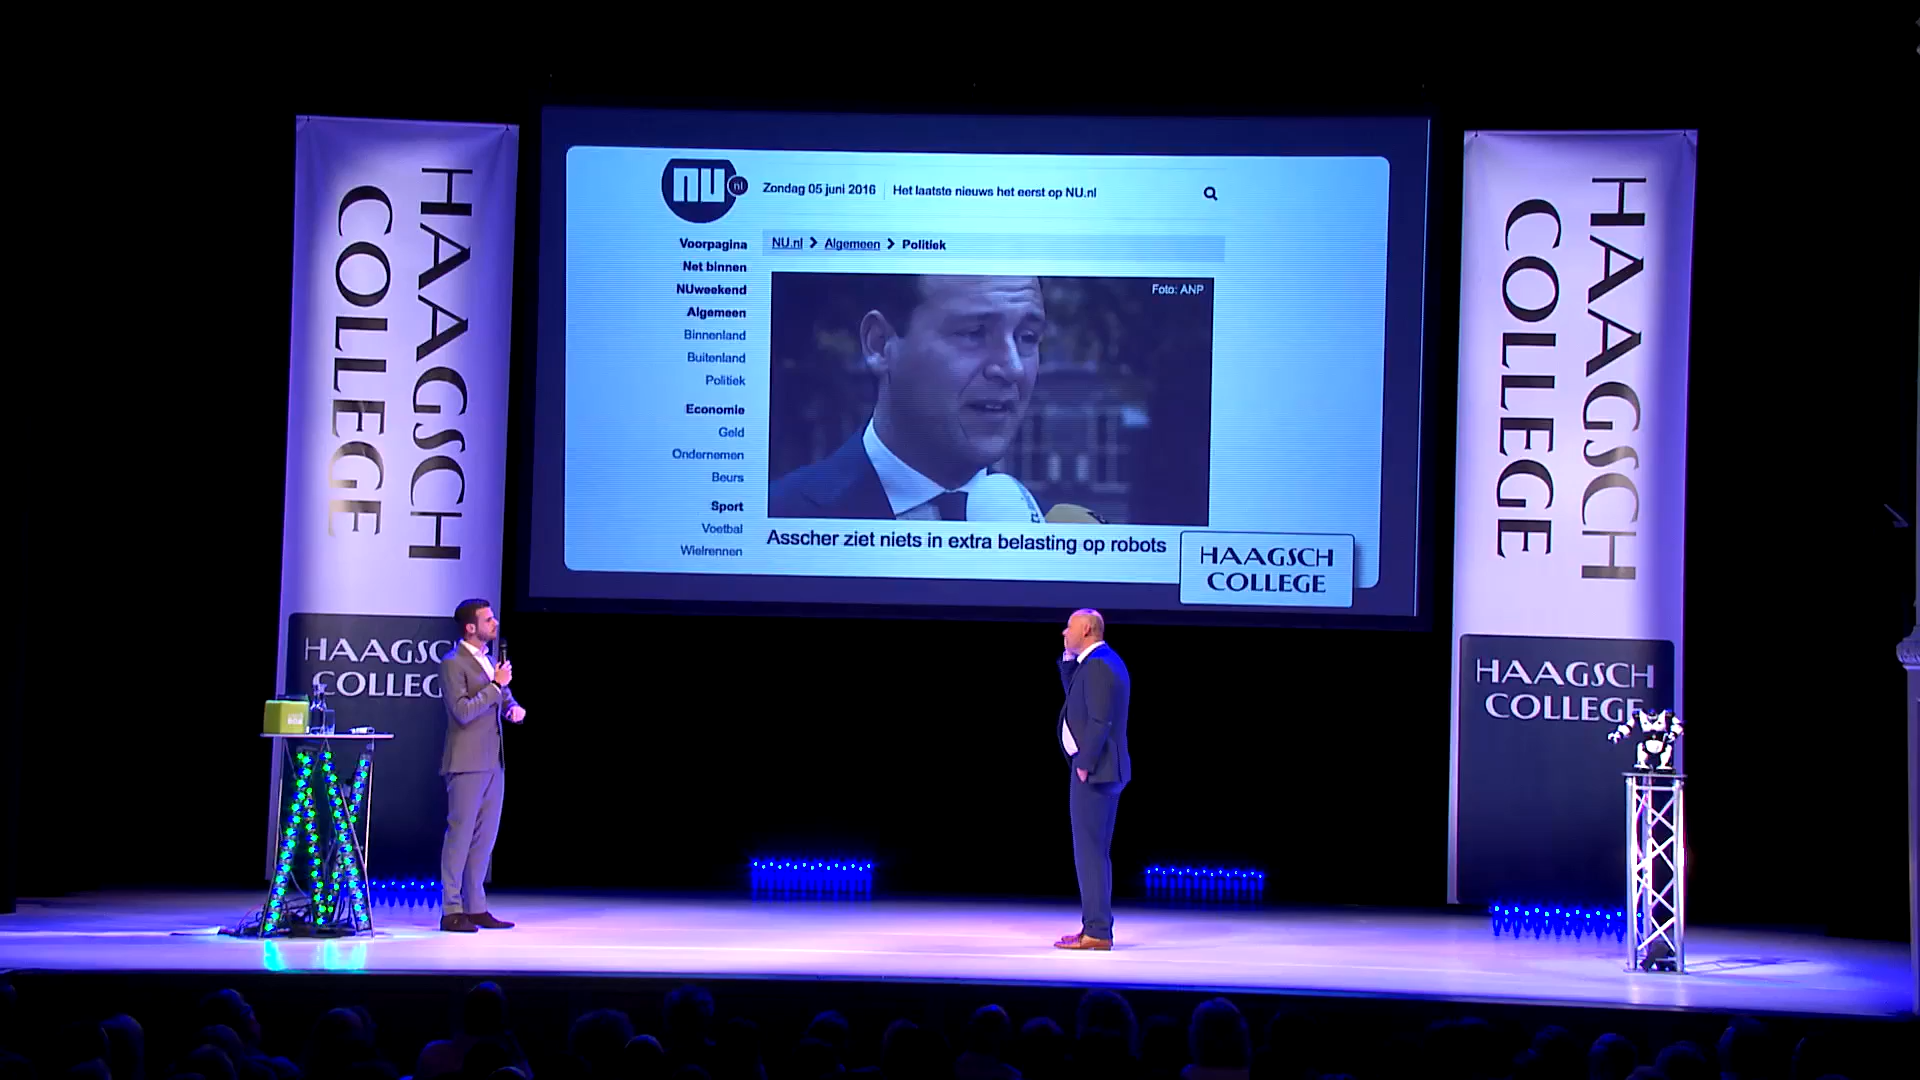 HAAGSCH
COLLEGE
HAAGSCH
COLLEG
nu
nl
Zondag 05 juni 2016
Het laatste nieuws het eerst op NU.nl
Voorpagina
Net binnen
NUweekend
Algemeen
Binnenland
Buitenland
Politiek
Economie
Geld
Ondernemen
Beurs
Sport
Voetbal
Wielrennen
NU.nl > Algemeen > Politiek
Foto: ANP
Asscher ziet niets in extra belasting op robots
HAAGSCH
COLLEGE
HAAGSCH
COLLEGE
HAAGSCH
COLLEGE